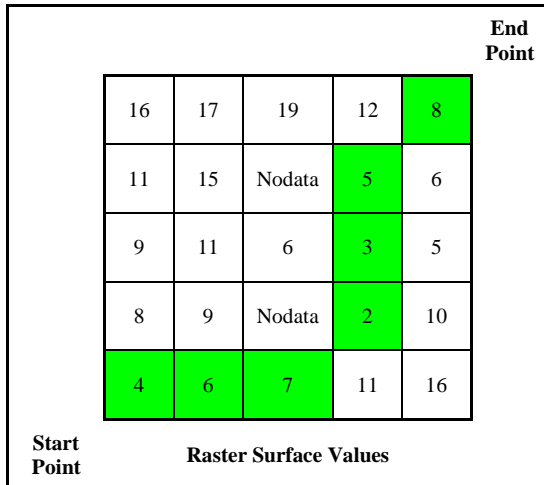 End
Point
16 17 19 12 8
11 15 Nodata 5 6
9 11 6 3 5
8 9 Nodata 2 10
4 6 7 11 16
Start
Point
Raster Surface Values